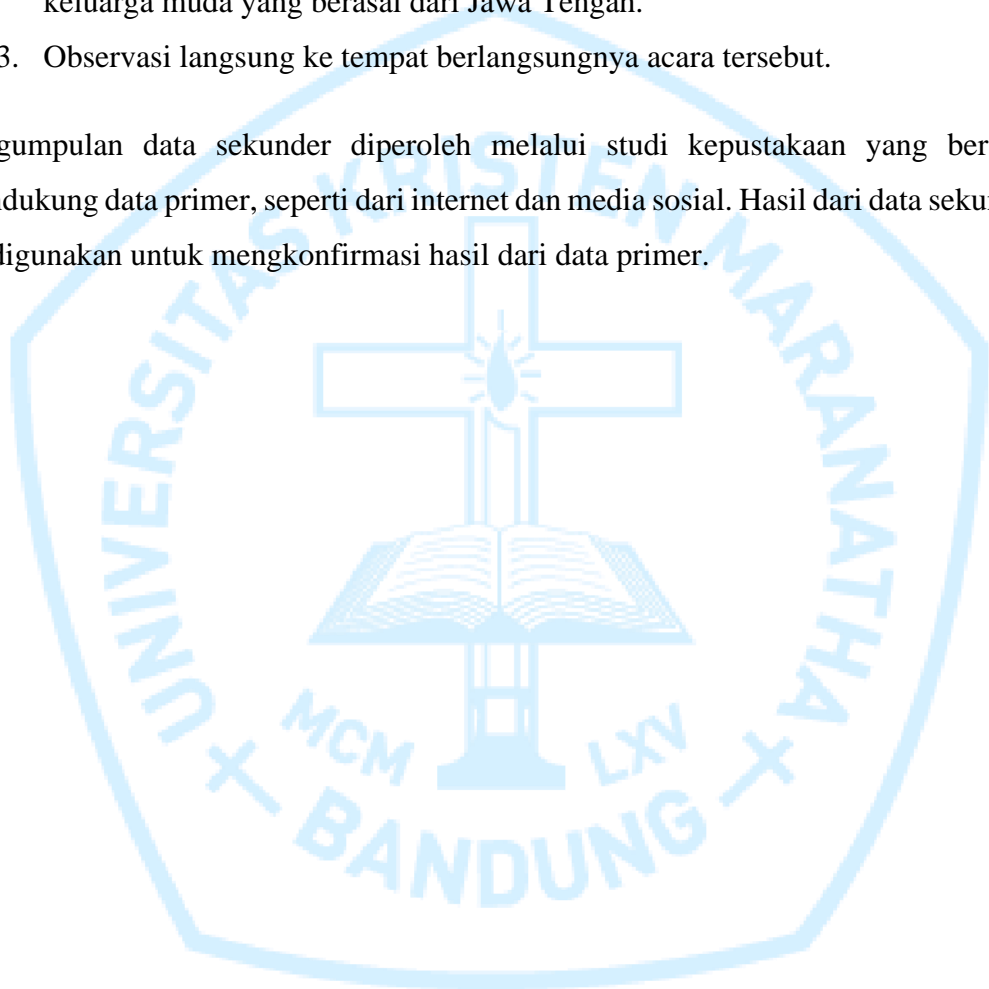 keluarga muda yang berasal dari Jawa Tengah.
3. Observasi langsung ke tempat berlangsungnya acara tersebut.
gumpulan data sekunder diperoleh melalui studi kepustakaan yang ber
dukung data primer, seperti dari internet dan media sosial. Hasil dari data seku
digunakan untuk mengkonfirmasi hasil dari data primer.
UNIVERSITAS KRISTEN MARANATHA
MCM LXV
BANDUNG